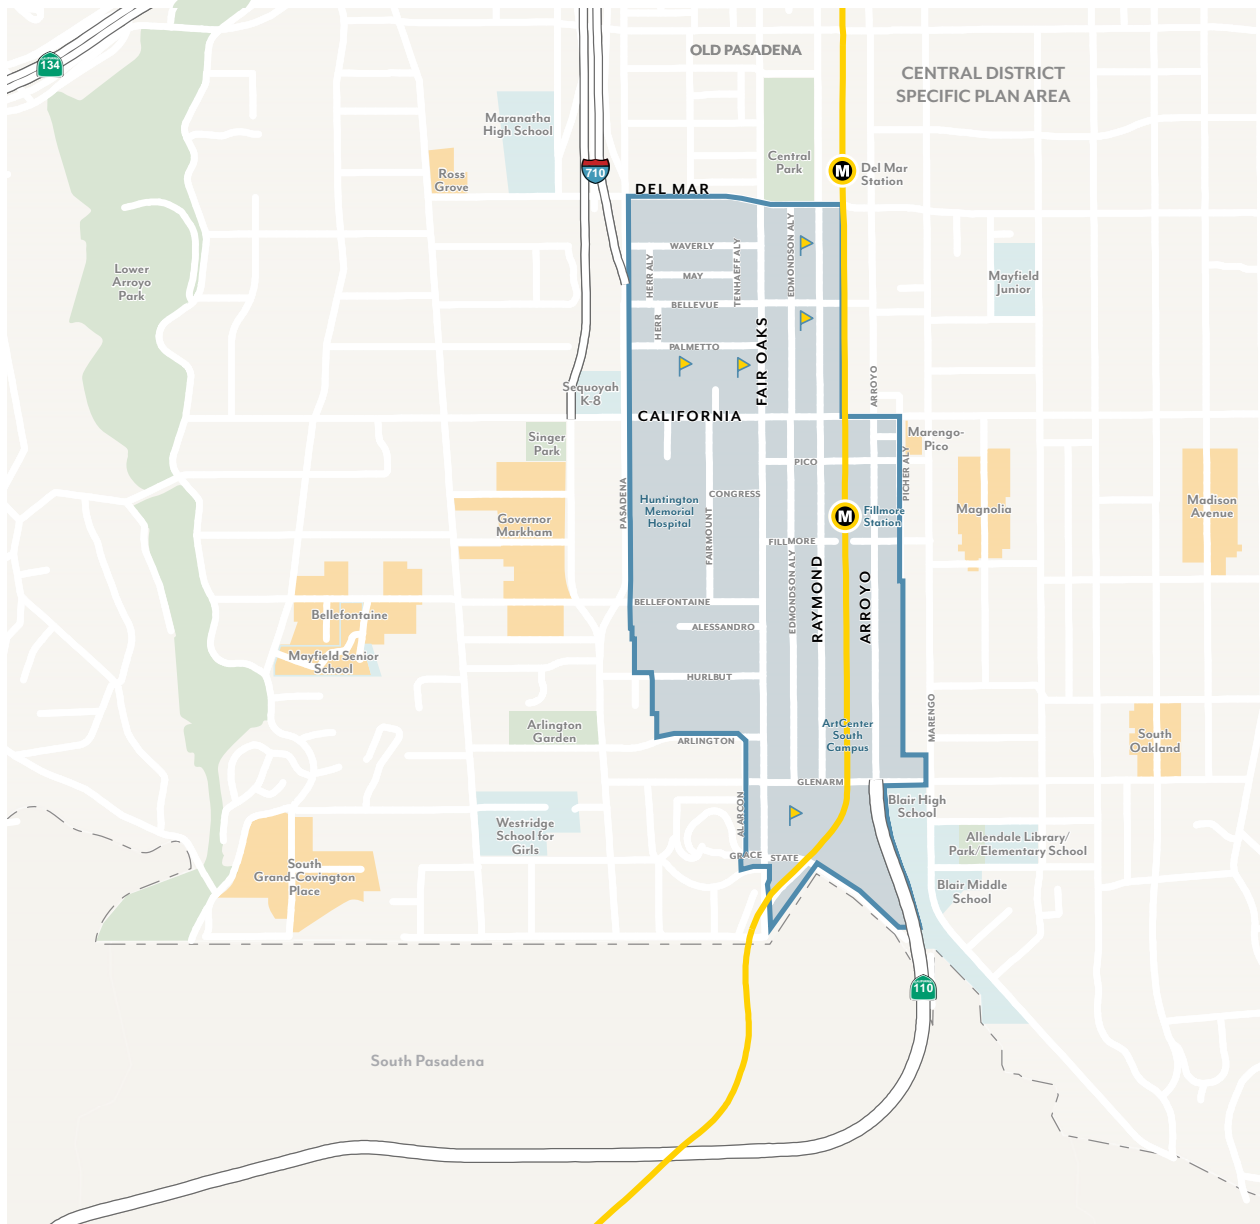 OLD PASADENA
134
CENTRAL DISTRICT
SPECIFIC PLAN AREA
Maranatha
High School
Central
Park
M
Del Mar
Station
Ross
Grove
710
DEL MAR
WAVERLY
HERR ALY
TENHAEFF ALY
EDMONDSON ALY
MAY
Lower
Arroyo
Park
Mayfield
Junior
BELLEVUE
HERR
FAIR OAKS
PALMETTO
Sequoyah
K-8
ARROYO
CALIFORNIA
Singer
Park
Marengo-
Pico
PICO
PICHER ALY
PASADENA
Huntington
Memorial
Hospital
CONGRESS
FAIRMOUNT
M
Fillmore
Station
Governor
Markham
Magnolia
Madison
Avenue
FILLMORE
EDMONDSON ALY
RAYMOND
ARROYO
BELLEFONTAINE
Bellefontaine
ALESSANDRO
Mayfield Senior
School
HURLBUT
Arlington
Garden
ARLINGTON
ArtCenter
South
Campus
MARENGO
South
Oakland
GLENARM
ALARCON
Blair High
School
Westridge
School for
Girls
Allendale Library/
Park/Elementary School
GRACE
STATE
South
Grand-Covington
Place
Blair Middle
School
110
South Pasadena